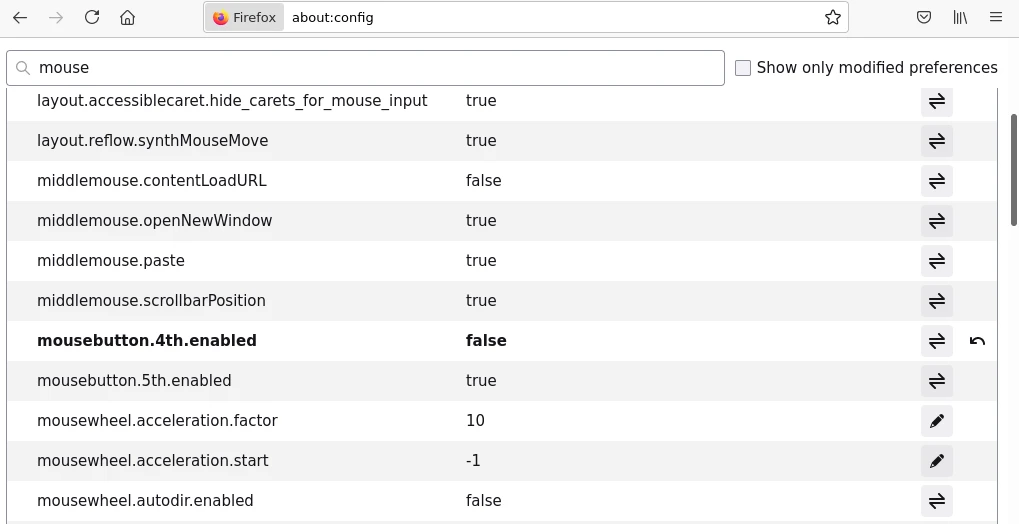 Firefox about:config
mouse Show only modified preferences
layout.accessiblecaret.hide_carets_for_mouse_input true
layout.reflow.synthMouseMove true
middlemouse.contentLoadURL false
middlemouse.openNewWindow true
middlemouse.paste true
middlemouse.scrollbarPosition true
mousebutton.4th.enabled false
mousebutton.5th.enabled true
mousewheel.acceleration.factor 10
mousewheel.acceleration.start -1
mousewheel.autodir.enabled false